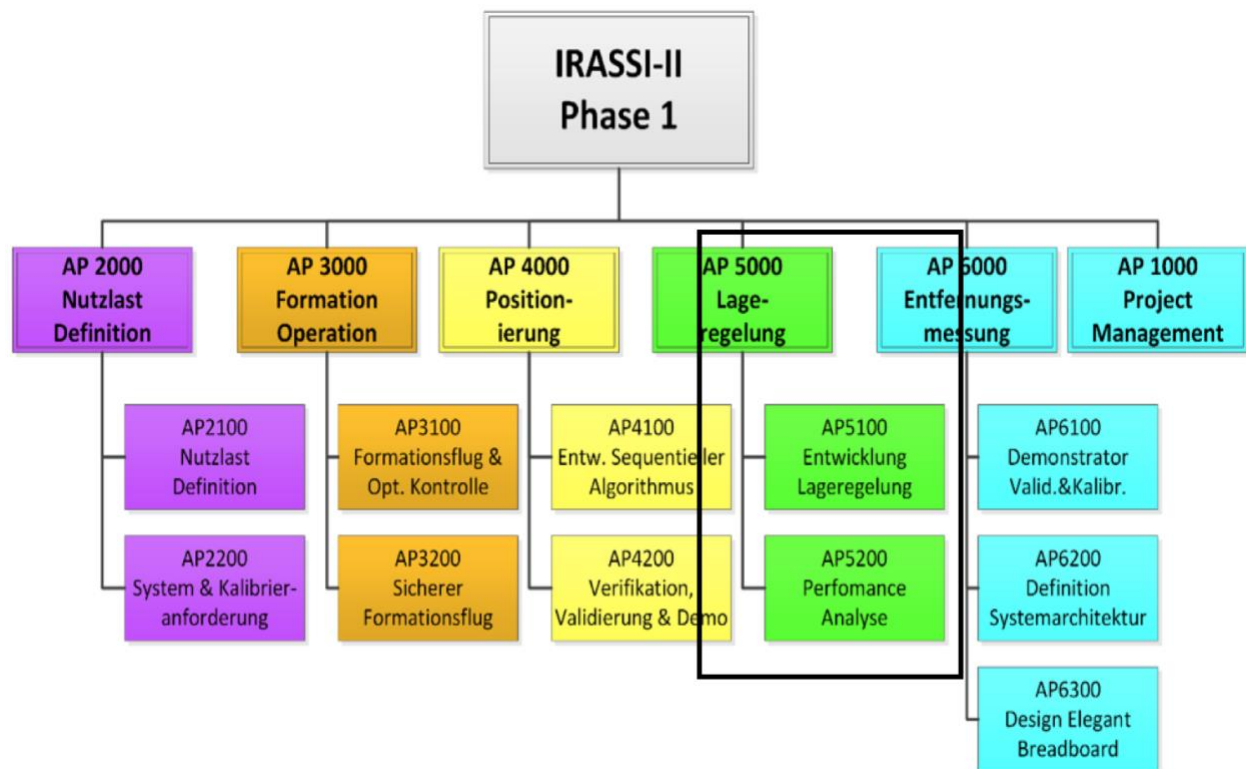 IRASSI-II
Phase 1
AP 2000
Nutzlast
Definition
AP 3000
Formation
Operation
AP 4000
Position-
ierung
AP 5000
Lage-
regelung
AP 6000
Entfernungs-
messung
AP 1000
Project
Management
AP2100
Nutzlast
Definition
AP3100
Formationsflug &
Opt. Kontrolle
AP4100
Entw. Sequentieller
Algorithmus
AP5100
Entwicklung
Lageregelung
AP6100
Demonstrator
Valid.&Kalibr.
AP2200
System & Kalibrier-
anforderung
AP3200
Sicherer
Formationsflug
AP4200
Verifikation,
Validierung & Demo
AP5200
Perfomance
Analyse
AP6200
Definition
Systemarchitektur
AP6300
Design Elegant
Breadboard